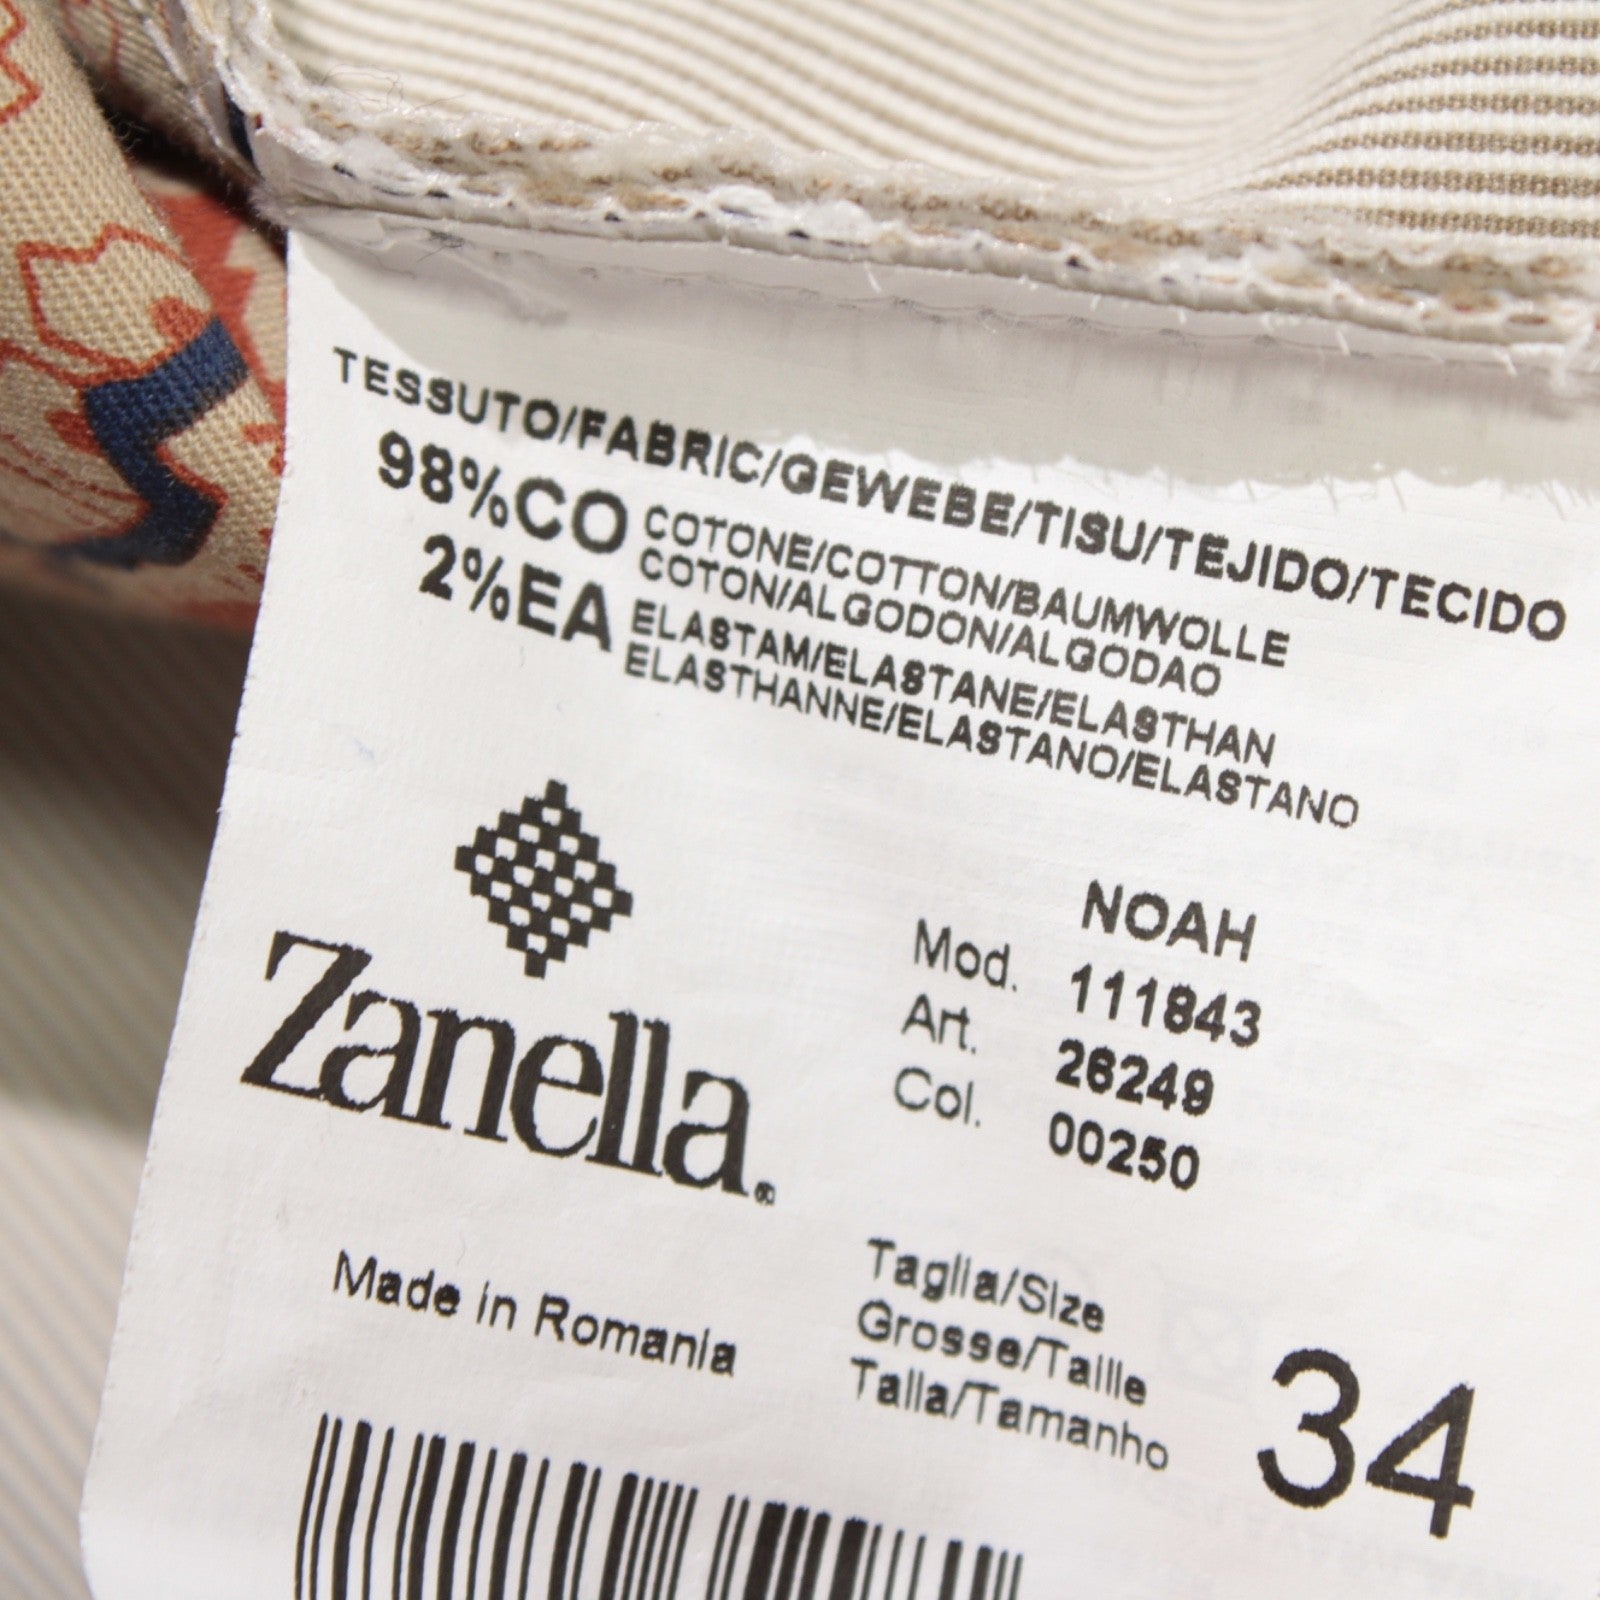 TESSUTO/FABRIC/GEWEBE/TISU/TEJIDO/TECIDO
98%CO COTONE/COTTON/BAUMWOLLE
COTON/ALGODON/ALGODAO
2%EA ELASTAM/ELASTANE/ELASTHAN
ELASTHANNE/ELASTANO/ELASTANO
Zanella®
NOAH
Mod. 111843
Art. 26249
Col. 00250
Made in Romania
Taglia/Size
Grosse/Taille
Talla/Tamanho
34